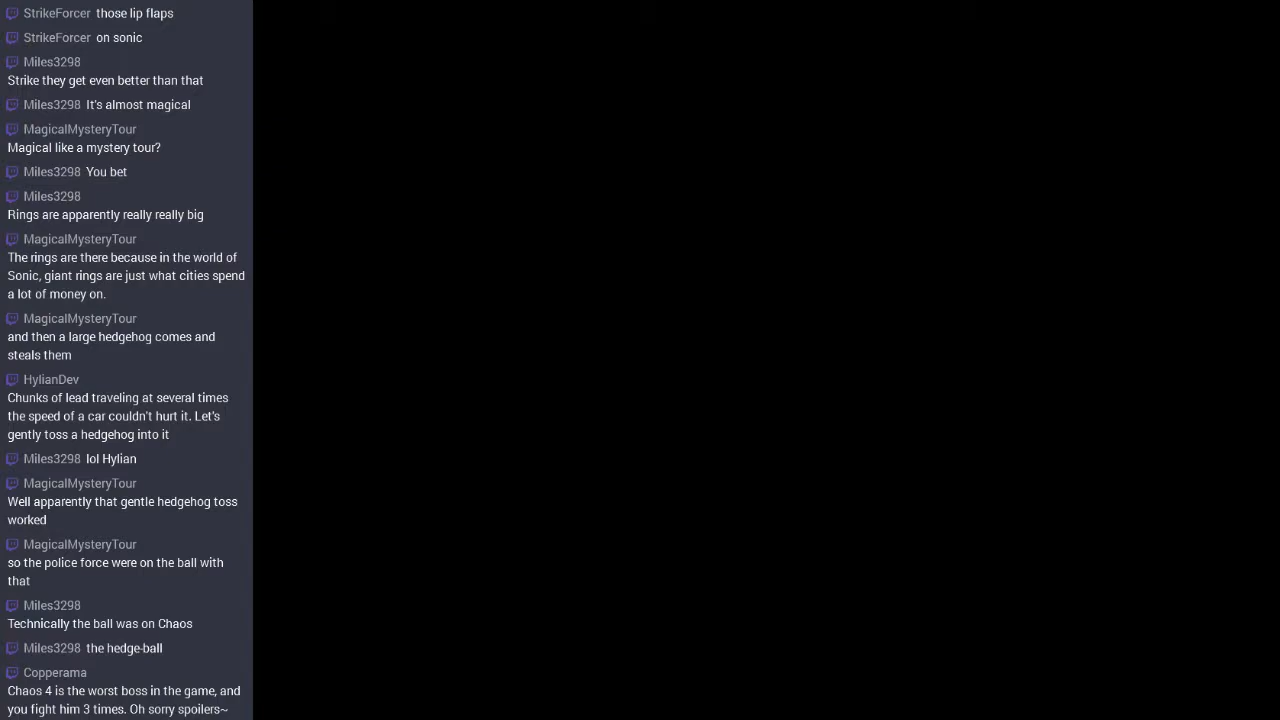 StrikeForcer those lip flaps
StrikeForcer on sonic
Miles3298
Strike they get even better than that
Miles3298 It's almost magical
MagicalMysteryTour
Magical like a mystery tour?
Miles3298 You bet
Miles3298
Rings are apparently really really big
MagicalMysteryTour
The rings are there because in the world of
Sonic, giant rings are just what cities spend
a lot of money on.
MagicalMysteryTour
and then a large hedgehog comes and
steals them
HylianDev
Chunks of lead traveling at several times
the speed of a car couldn't hurt it. Let's
gently toss a hedgehog into it
Miles3298 lol Hylian
MagicalMysteryTour
Well apparently that gentle hedgehog toss
worked
MagicalMysteryTour
so the police force were on the ball with
that
Miles3298
Technically the ball was on Chaos
Miles3298 the hedge-ball
Copperama
Chaos 4 is the worst boss in the game, and
you fight him 3 times. Oh sorry spoilers~